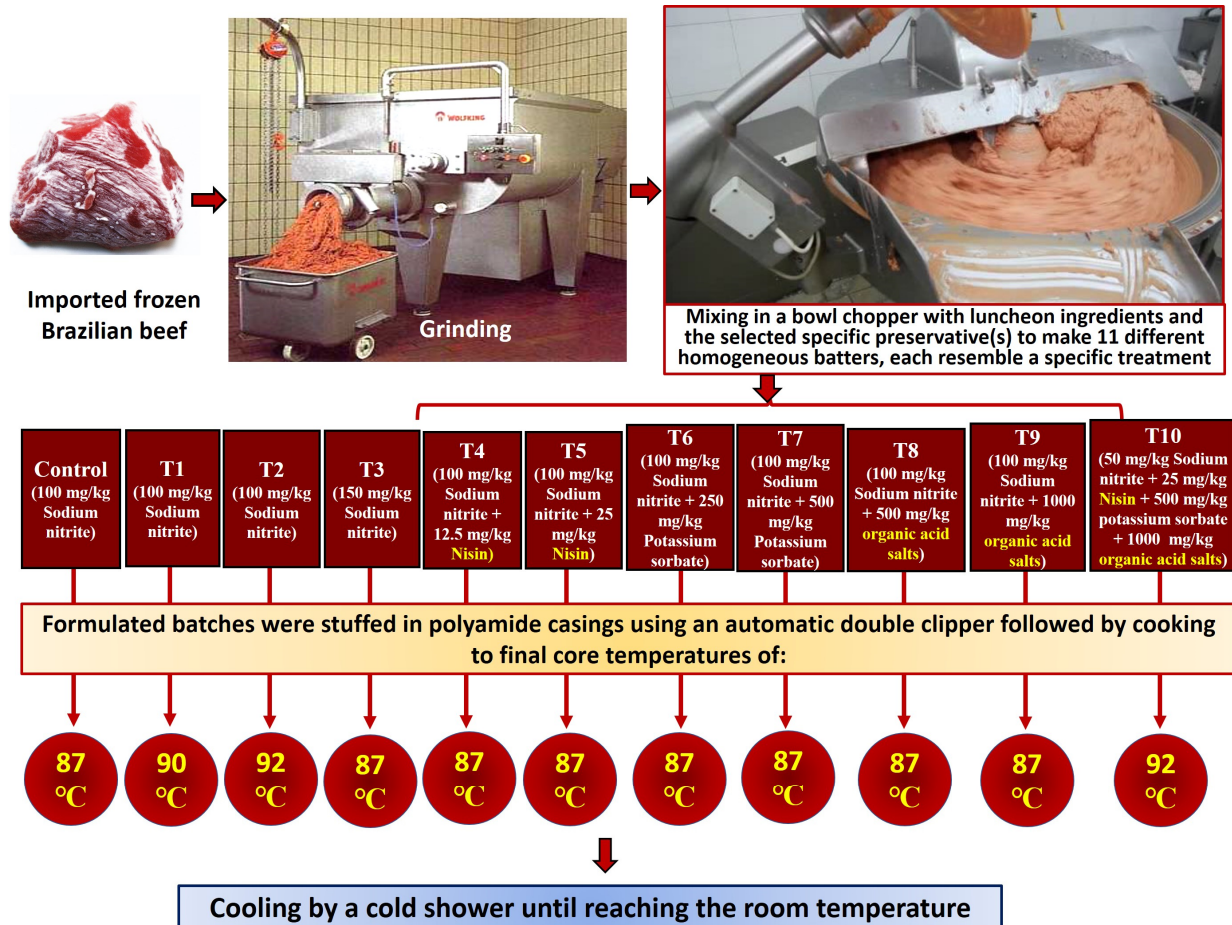 WOLFKING
Imported frozen
Brazilian beef
Grinding
Mixing in a bowl chopper with luncheon ingredients and
the selected specific preservative(s) to make 11 different
homogeneous batters, each resemble a specific treatment
Control
(100 mg/kg
Sodium
nitrite)
T1
(100 mg/kg
Sodium
nitrite)
T2
(100 mg/kg
Sodium
nitrite)
T3
(150 mg/kg
Sodium
nitrite)
T4
(100 mg/kg
Sodium
nitrite +
12.5 mg/kg
Nisin)
T5
(100 mg/kg
Sodium
nitrite + 25
mg/kg
Nisin)
T6
(100 mg/kg
Sodium
nitrite + 250
mg/kg
Potassium
sorbate)
T7
(100 mg/kg
Sodium
nitrite + 500
mg/kg
Potassium
sorbate)
T8
(100 mg/kg
Sodium nitrite
+ 500 mg/kg
organic acid
salts)
T9
(100 mg/kg
Sodium
nitrite + 1000
mg/kg
organic acid
salts)
T10
(50 mg/kg Sodium
nitrite + 25 mg/kg
Nisin + 500 mg/kg
potassium sorbate
+ 1000 mg/kg
organic acid salts)
Formulated batches were stuffed in polyamide casings using an automatic double clipper followed by cooking
to final core temperatures of:
87
°C
90
°C
92
°C
87
°C
87
°C
87
°C
87
°C
87
°C
87
°C
87
°C
92
°C
Cooling by a cold shower until reaching the room temperature